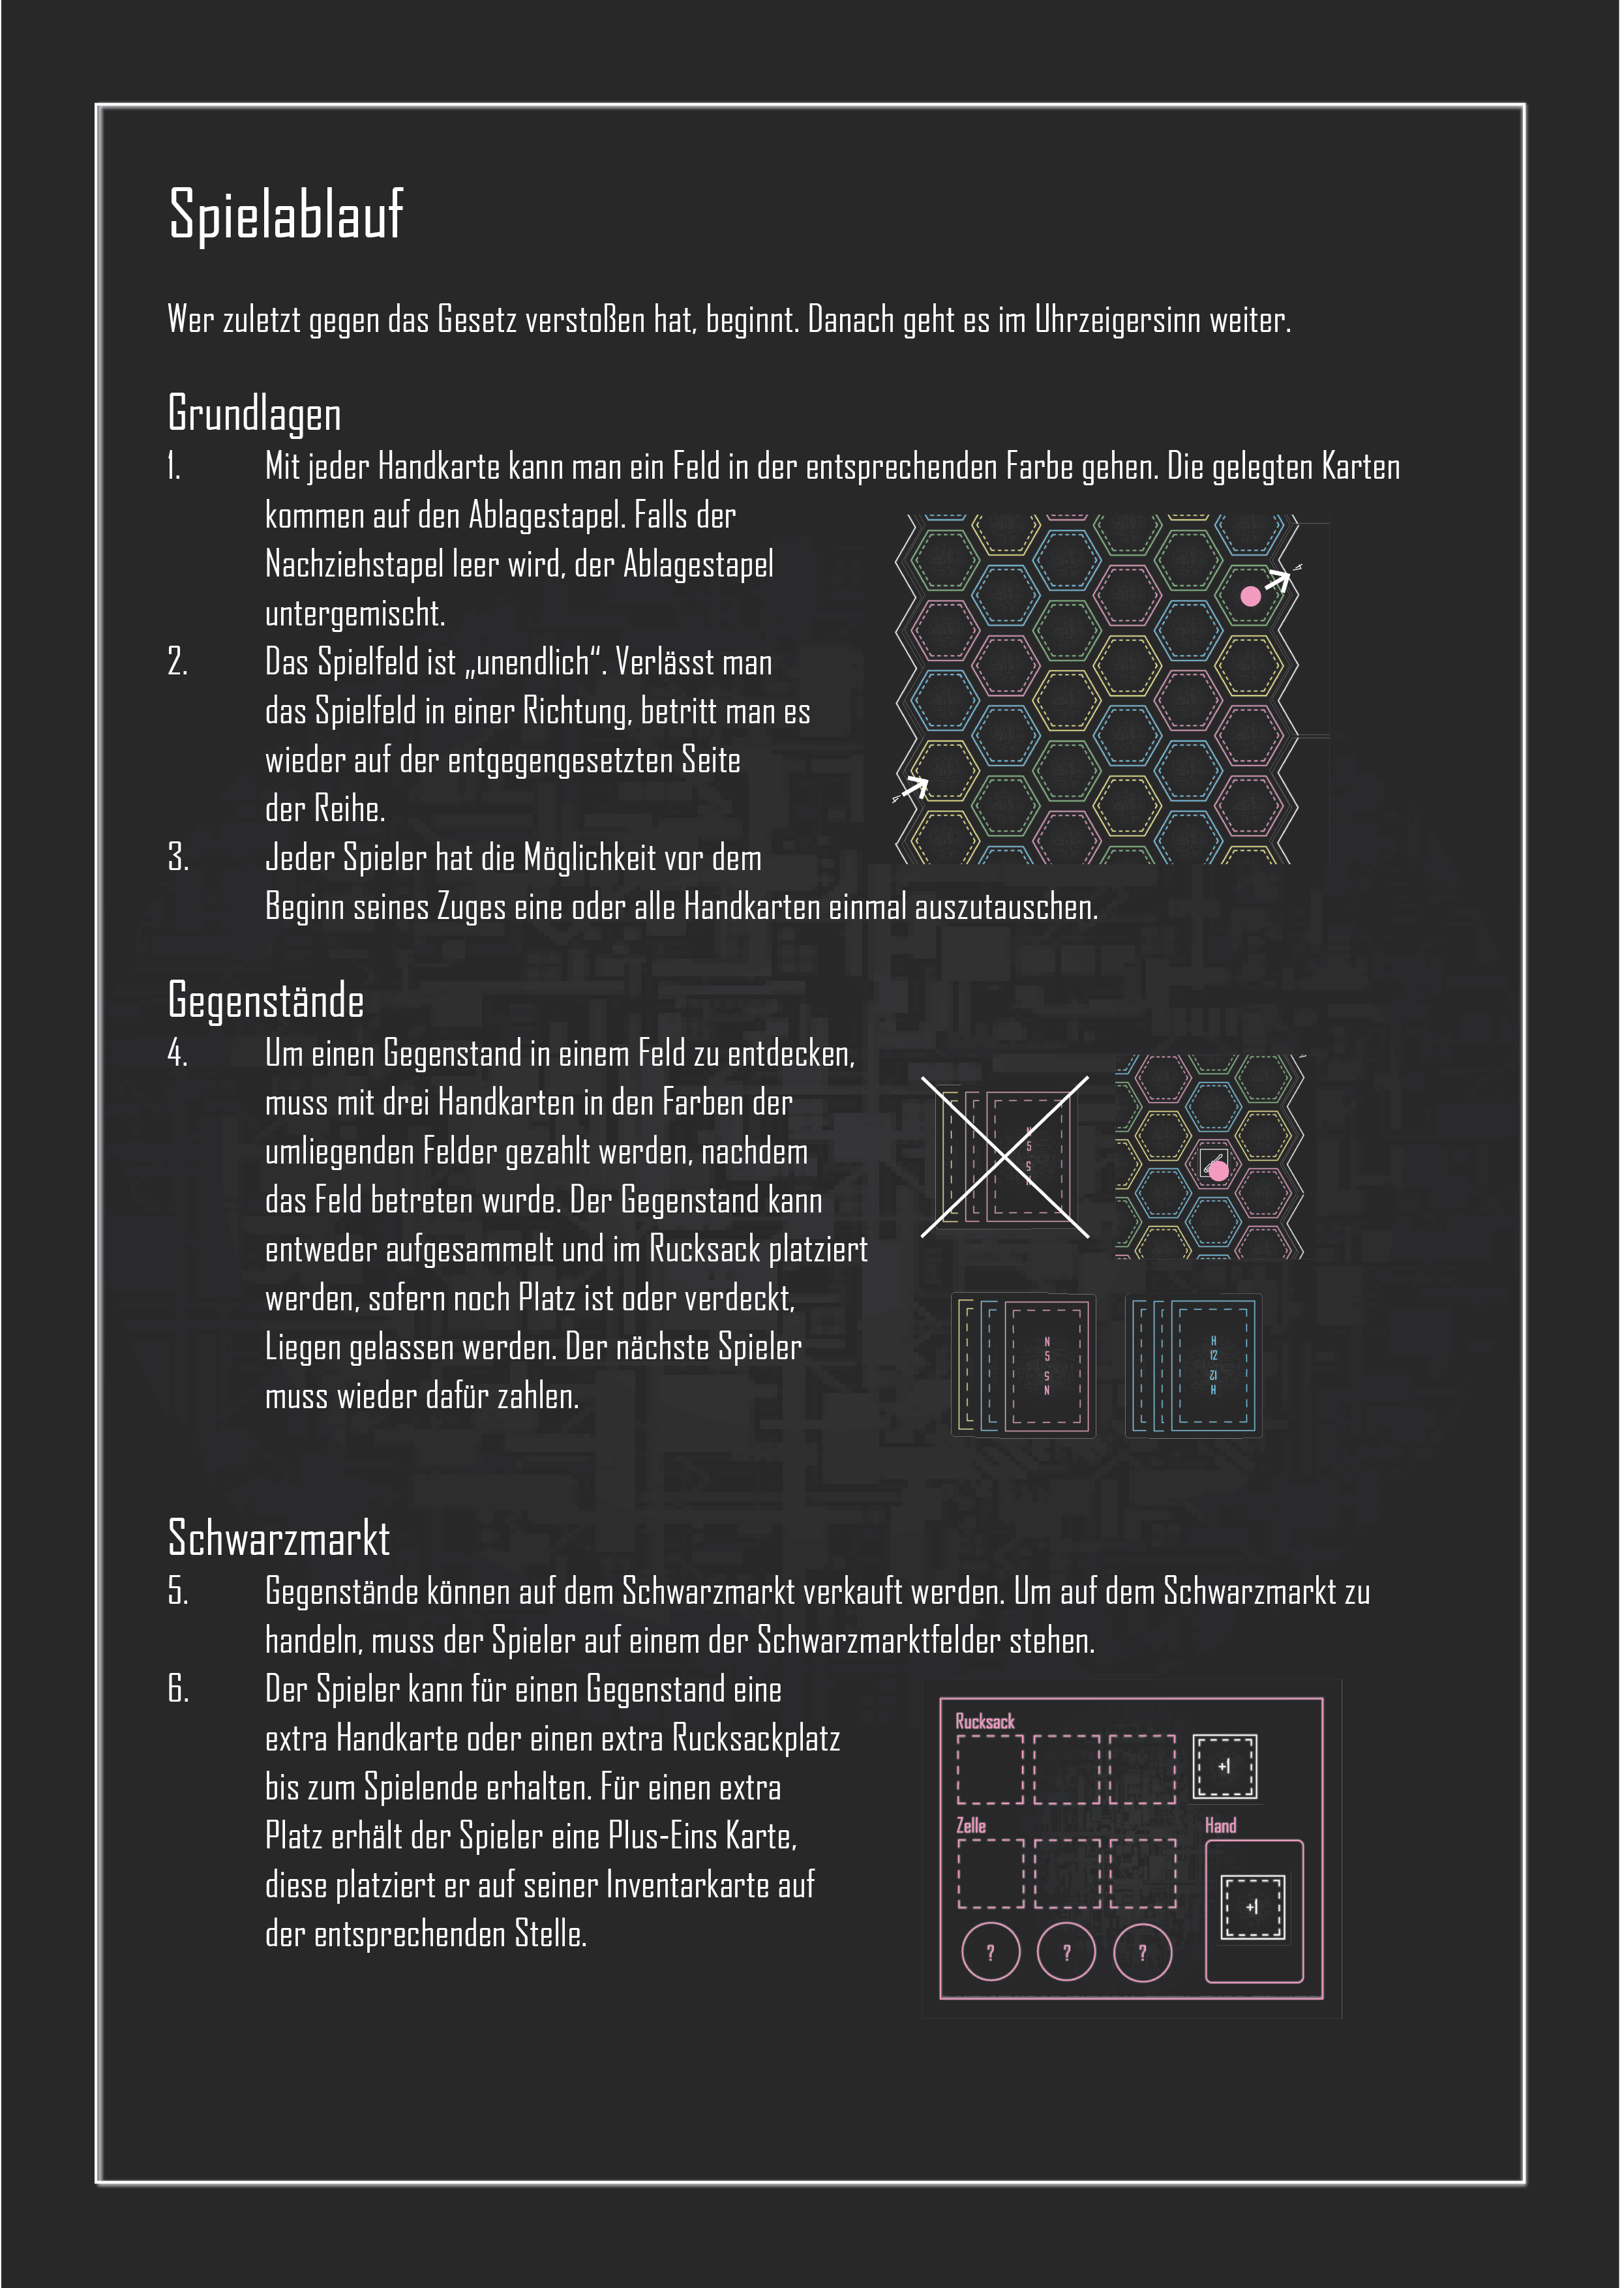 Spielablauf
Wer zuletzt gegen das Gesetz verstoßen hat, beginnt. Danach geht es im Uhrzeigersinn weiter.
Grundlagen
1. Mit jeder Handkarte kann man ein Feld in der entsprechenden Farbe gehen. Die gelegten Karten
kommen auf den Ablagestapel. Falls der
Nachziehstapel leer wird, der Ablagestapel
untergemischt.
2. Das Spielfeld ist „unendlich“. Verlässt man
das Spielfeld in einer Richtung, betritt man es
wieder auf der entgegengesetzten Seite
der Reihe.
3. Jeder Spieler hat die Möglichkeit vor dem
Beginn seines Zuges eine oder alle Handkarten einmal auszutauschen.
Gegenstände
4. Um einen Gegenstand in einem Feld zu entdecken,
muss mit drei Handkarten in den Farben der
umliegenden Felder gezahlt werden, nachdem
das Feld betreten wurde. Der Gegenstand kann
entweder aufgesammelt und im Rucksack platziert
werden, sofern noch Platz ist oder verdeckt,
Liegen gelassen werden. Der nächste Spieler
muss wieder dafür zahlen.
N
5
5
N
N
5
5
N
H
12
12
H
Schwarzmarkt
5. Gegenstände können auf dem Schwarzmarkt verkauft werden. Um auf dem Schwarzmarkt zu
handeln, muss der Spieler auf einem der Schwarzmarktfelder stehen.
6. Der Spieler kann für einen Gegenstand eine
extra Handkarte oder einen extra Rucksackplatz
bis zum Spielende erhalten. Für einen extra
Platz erhält der Spieler eine Plus-Eins Karte,
diese platziert er auf seiner Inventarkarte auf
der entsprechenden Stelle.
Rucksack
+1
Zelle
Hand
+1
? ? ?